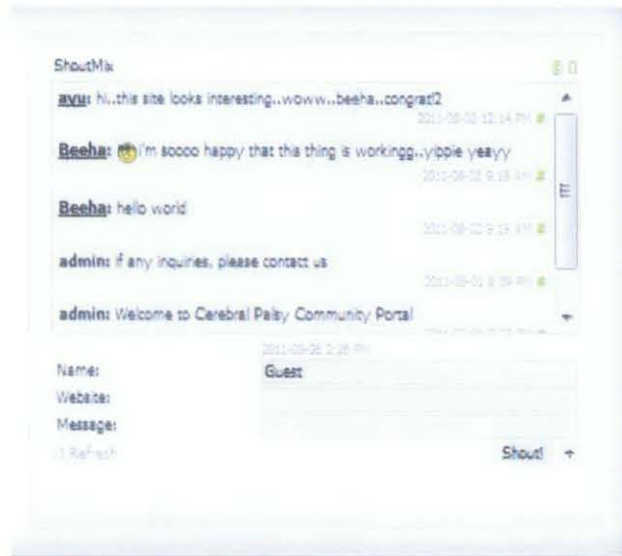 ShoutMix
ayu: hi..this site looks interesting..woww..beeha..congrat!2
Beeha: i'm soooo happy that this thing is workingg..yippie yeayy
Beeha: hello world
admin: if any inquiries, please contact us
admin: Welcome to Cerebral Palsy Community Portal
Name: Guest
Website:
Message:
Refresh Shout!